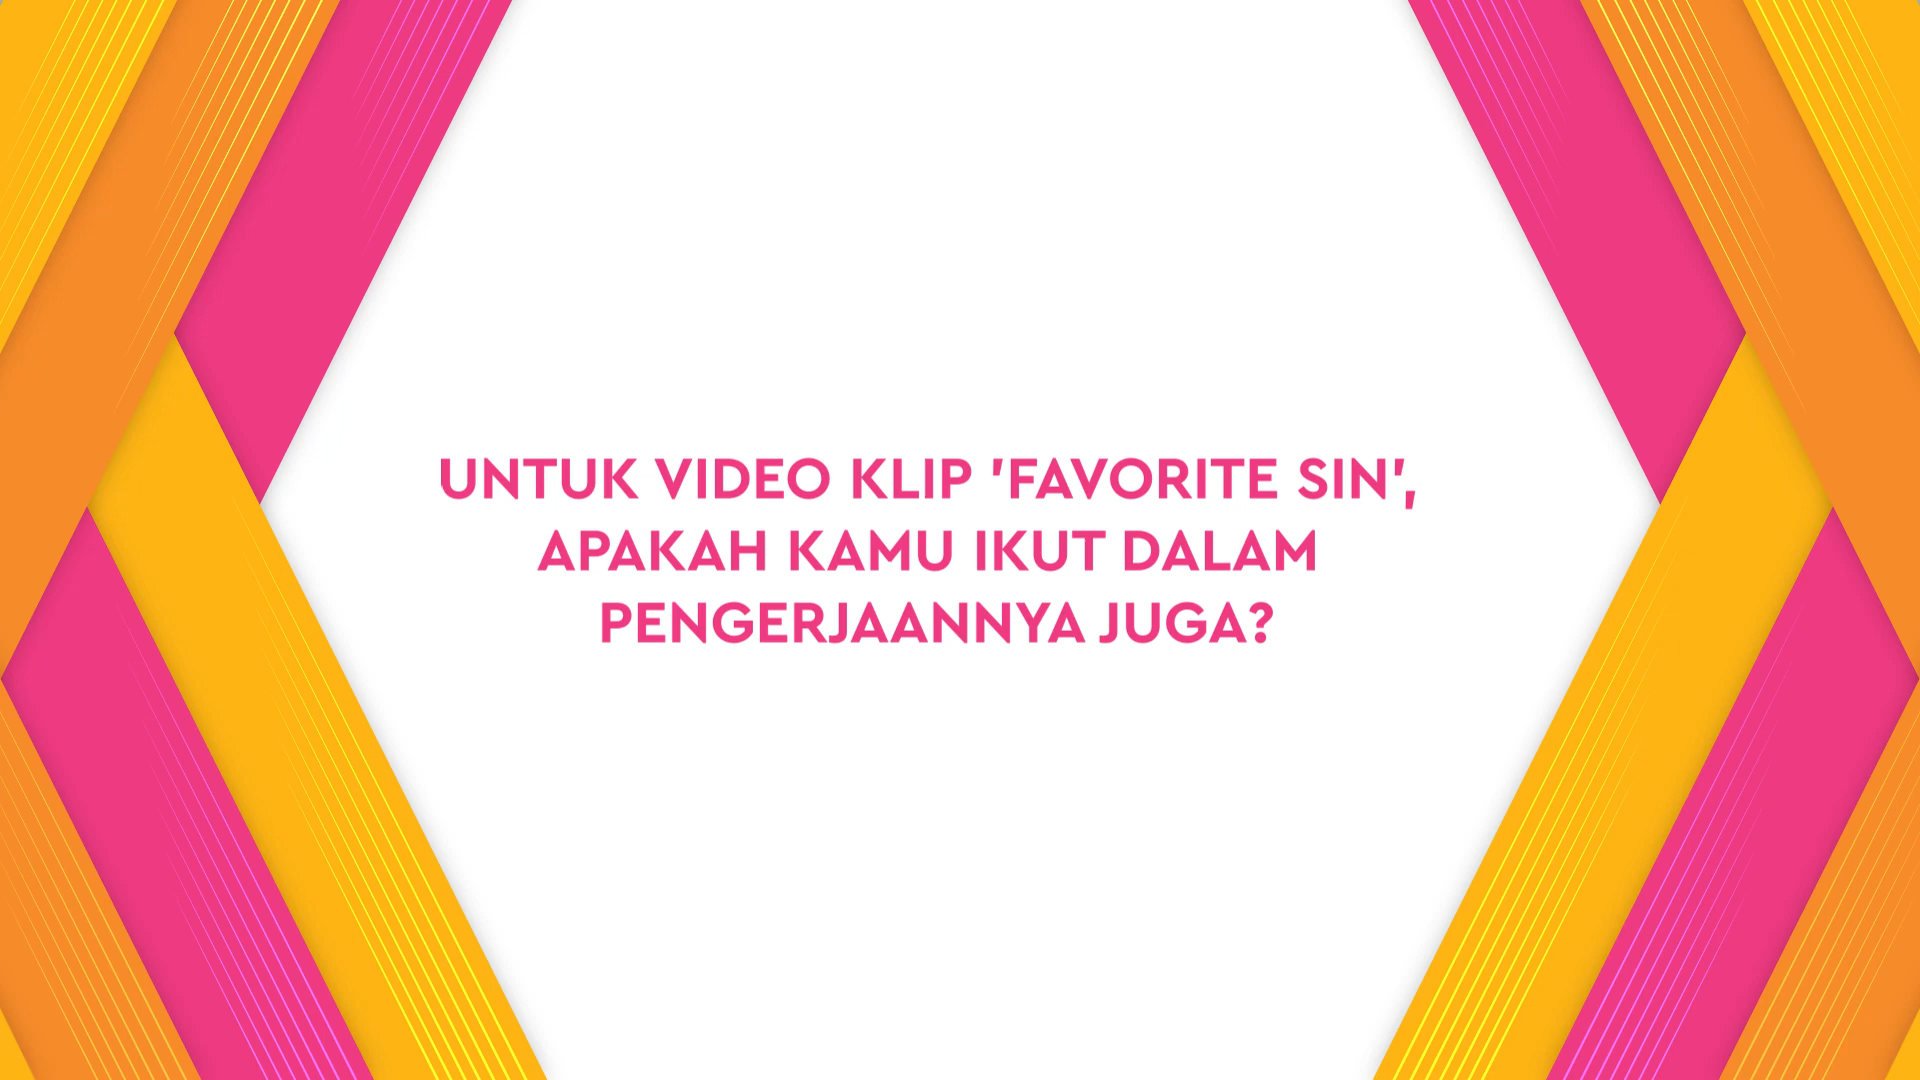 UNTUK VIDEO KLIP 'FAVORITE SIN',
APAKAH KAMU IKUT DALAM
PENGERJAANNYA JUGA?